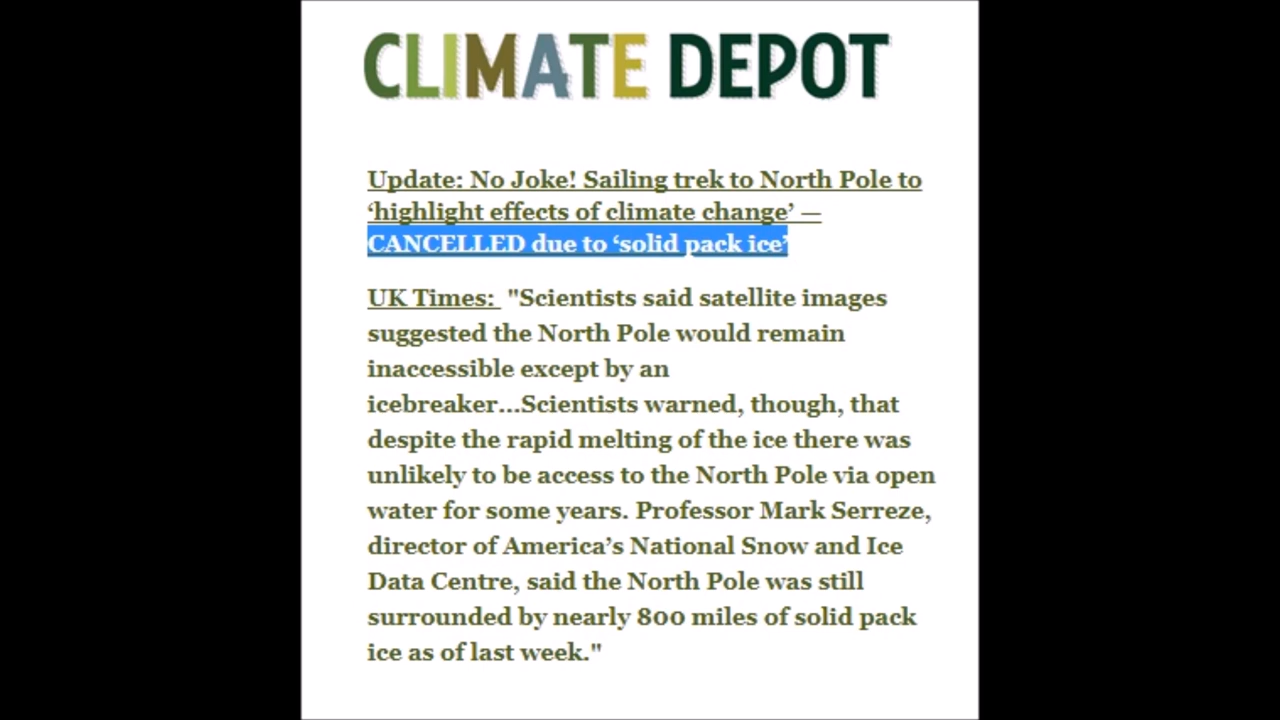 CLIMATE DEPOT
Update: No Joke! Sailing trek to North Pole to
‘highlight effects of climate change’ —
CANCELLED due to ‘solid pack ice’
UK Times: "Scientists said satellite images
suggested the North Pole would remain
inaccessible except by an
icebreaker…Scientists warned, though, that
despite the rapid melting of the ice there was
unlikely to be access to the North Pole via open
water for some years. Professor Mark Serreze,
director of America’s National Snow and Ice
Data Centre, said the North Pole was still
surrounded by nearly 800 miles of solid pack
ice as of last week."